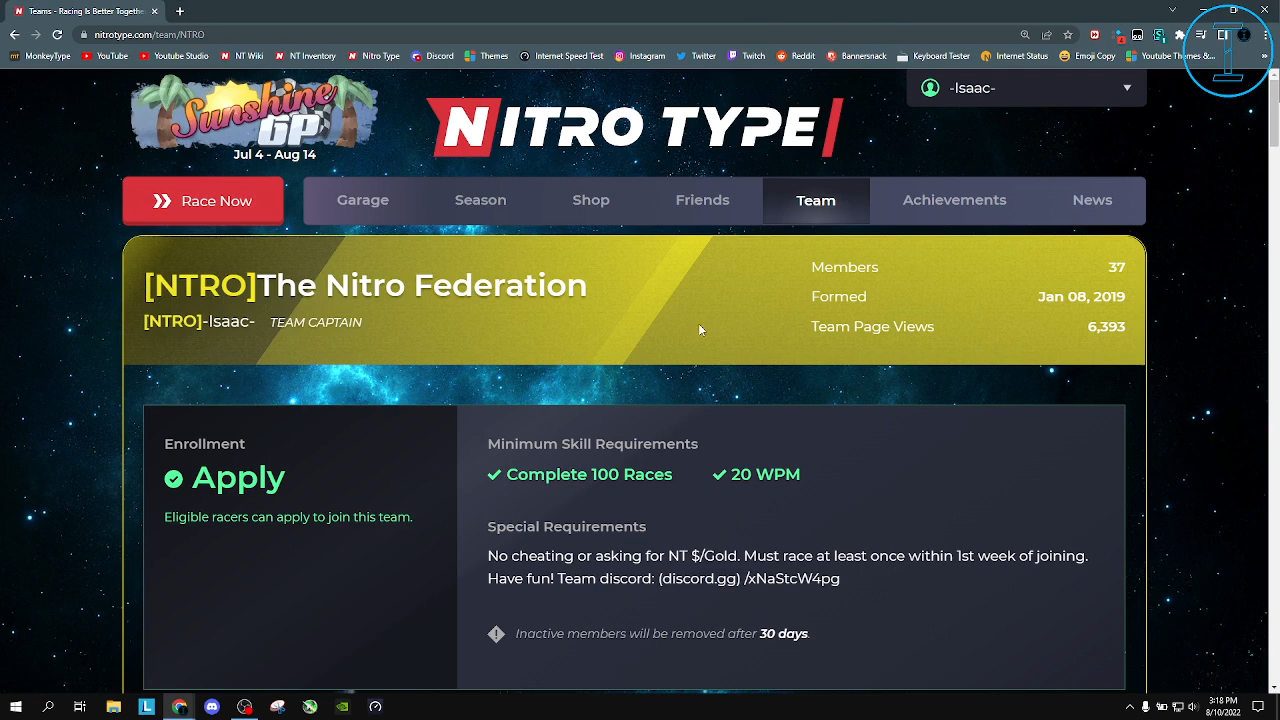 Teams - Racing in the Nitro Type
nitrotype.com/team/NTRO
MonkeyType YouTube Youtube Studio NT Wiki NT Inventory Nitro Type Discord Themes Internet Speed Test Instagram Twitter Twitch Reddit Bannersnack Keyboard Tester Internet Status Emoji Copy Youtube Themes &...
Sunshine
GP
Jul 4 - Aug 14
NITRO TYPE
-Isaac-
Race Now
Garage Season Shop Friends Team Achievements News
[NTRO]The Nitro Federation
[NTRO]-Isaac- TEAM CAPTAIN
Members 37
Formed Jan 08, 2019
Team Page Views 6,393
Enrollment
Apply
Eligible racers can apply to join this team.
Minimum Skill Requirements
Complete 100 Races 20 WPM
Special Requirements
No cheating or asking for NT $/Gold. Must race at least once within 1st week of joining.
Have fun! Team discord: (discord.gg) /xNaStcW4pg
Inactive members will be removed after 30 days.
3:18 PM
8/10/2022